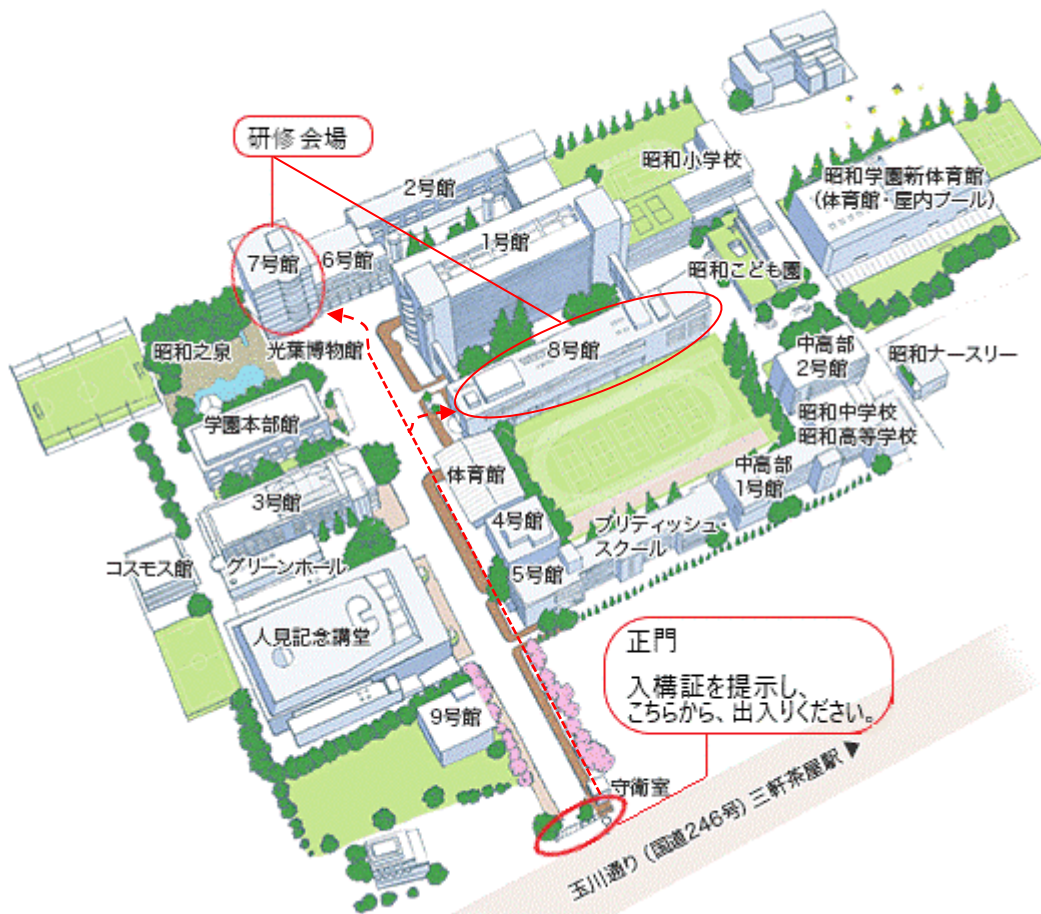 研修会場
昭和小学校
2号館
昭和学園新体育館
(体育館・屋内プール)
1号館
7号館
6号館
昭和こども園
昭和之泉
光葉博物館
8号館
中高部
2号館
昭和ナースリー
学園本部館
昭和中学校
昭和高等学校
体育館
中高部
1号館
3号館
4号館
ブリティッシュ・
スクール
コスモス館
グリーンホール
5号館
人見記念講堂
正門
入構証を提示し、
こちらから、出入りください。
9号館
守衛室
玉川通り(国道246号)三軒茶屋駅▶